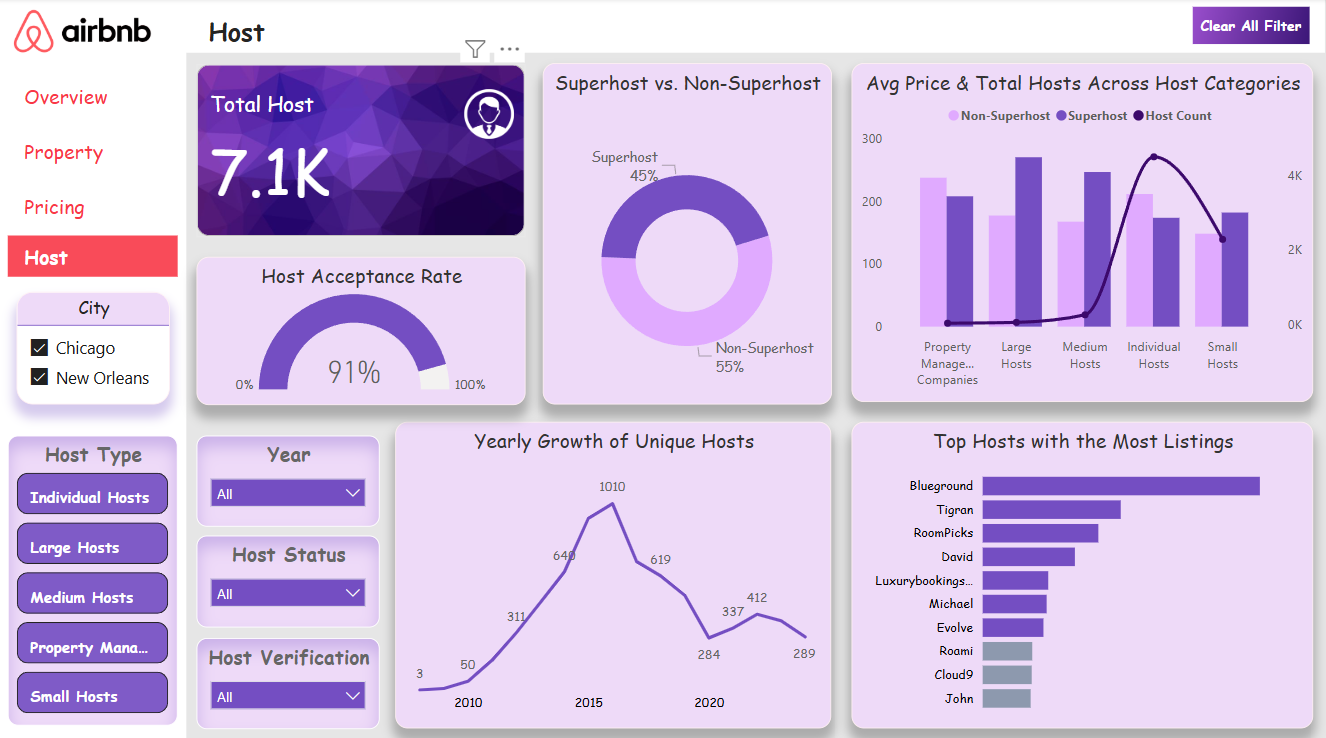 airbnb
Host
Clear All Filter
Overview
Property
Pricing
Host
City
Chicago
New Orleans
Host Type
Individual Hosts
Large Hosts
Medium Hosts
Property Mana...
Small Hosts
Total Host
7.1K
Host Acceptance Rate
91%
0%
100%
Superhost vs. Non-Superhost
Superhost
45%
Non-Superhost
55%
Avg Price & Total Hosts Across Host Categories
Non-Superhost Superhost Host Count
300
200
100
0
4K
2K
0K
Property
Manage...
Companies
Large
Hosts
Medium
Hosts
Individual
Hosts
Small
Hosts
Year
All
Host Status
All
Host Verification
All
Yearly Growth of Unique Hosts
3
50
311
640
1010
619
284
337
412
289
2010
2015
2020
Top Hosts with the Most Listings
Blueground
Tigran
RoomPicks
David
Luxurybookings...
Michael
Evolve
Roami
Cloud9
John